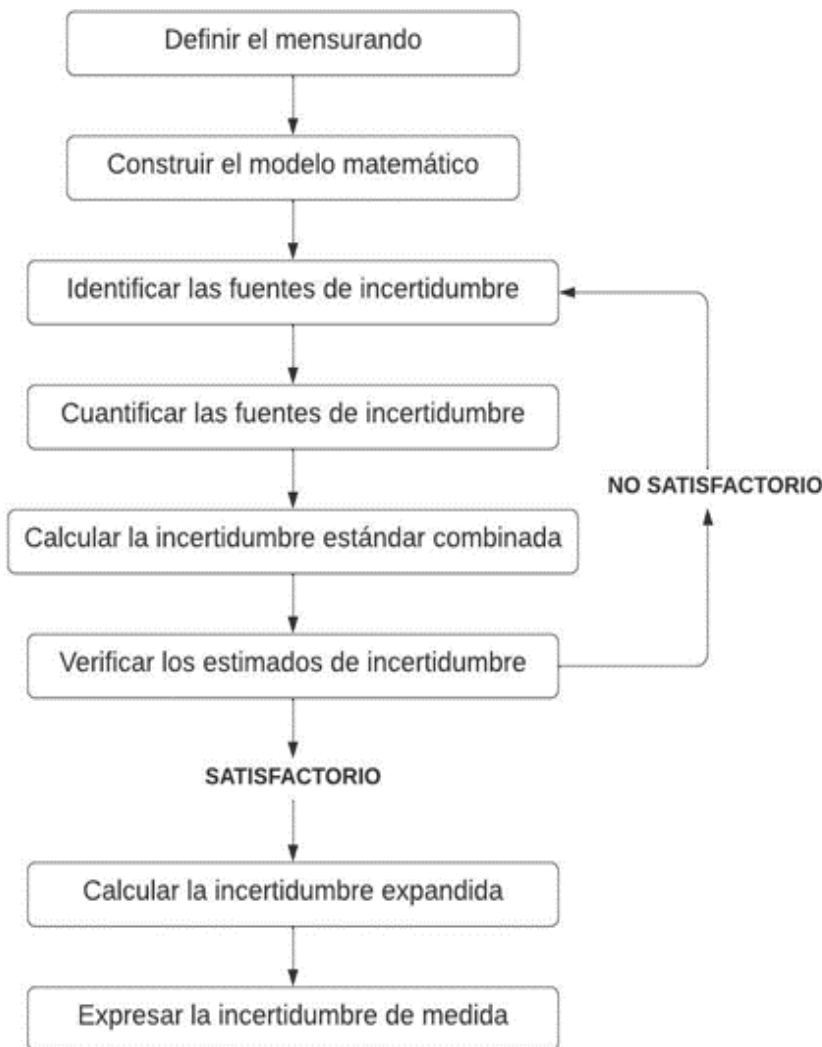 Definir el mensurando
Construir el modelo matemático
Identificar las fuentes de incertidumbre
Cuantificar las fuentes de incertidumbre
NO SATISFACTORIO
Calcular la incertidumbre estándar combinada
Verificar los estimados de incertidumbre
SATISFACTORIO
Calcular la incertidumbre expandida
Expresar la incertidumbre de medida